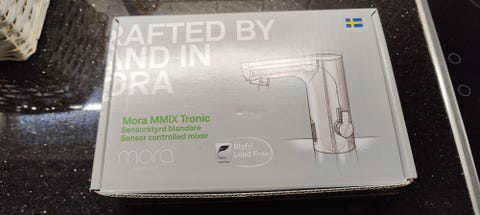 RAFTED BY
AND IN
ORA
Mora MMIX Tronic
Sensorstyrd blandare
Sensor controlled mixer
mora
Blyfri
Lead Free